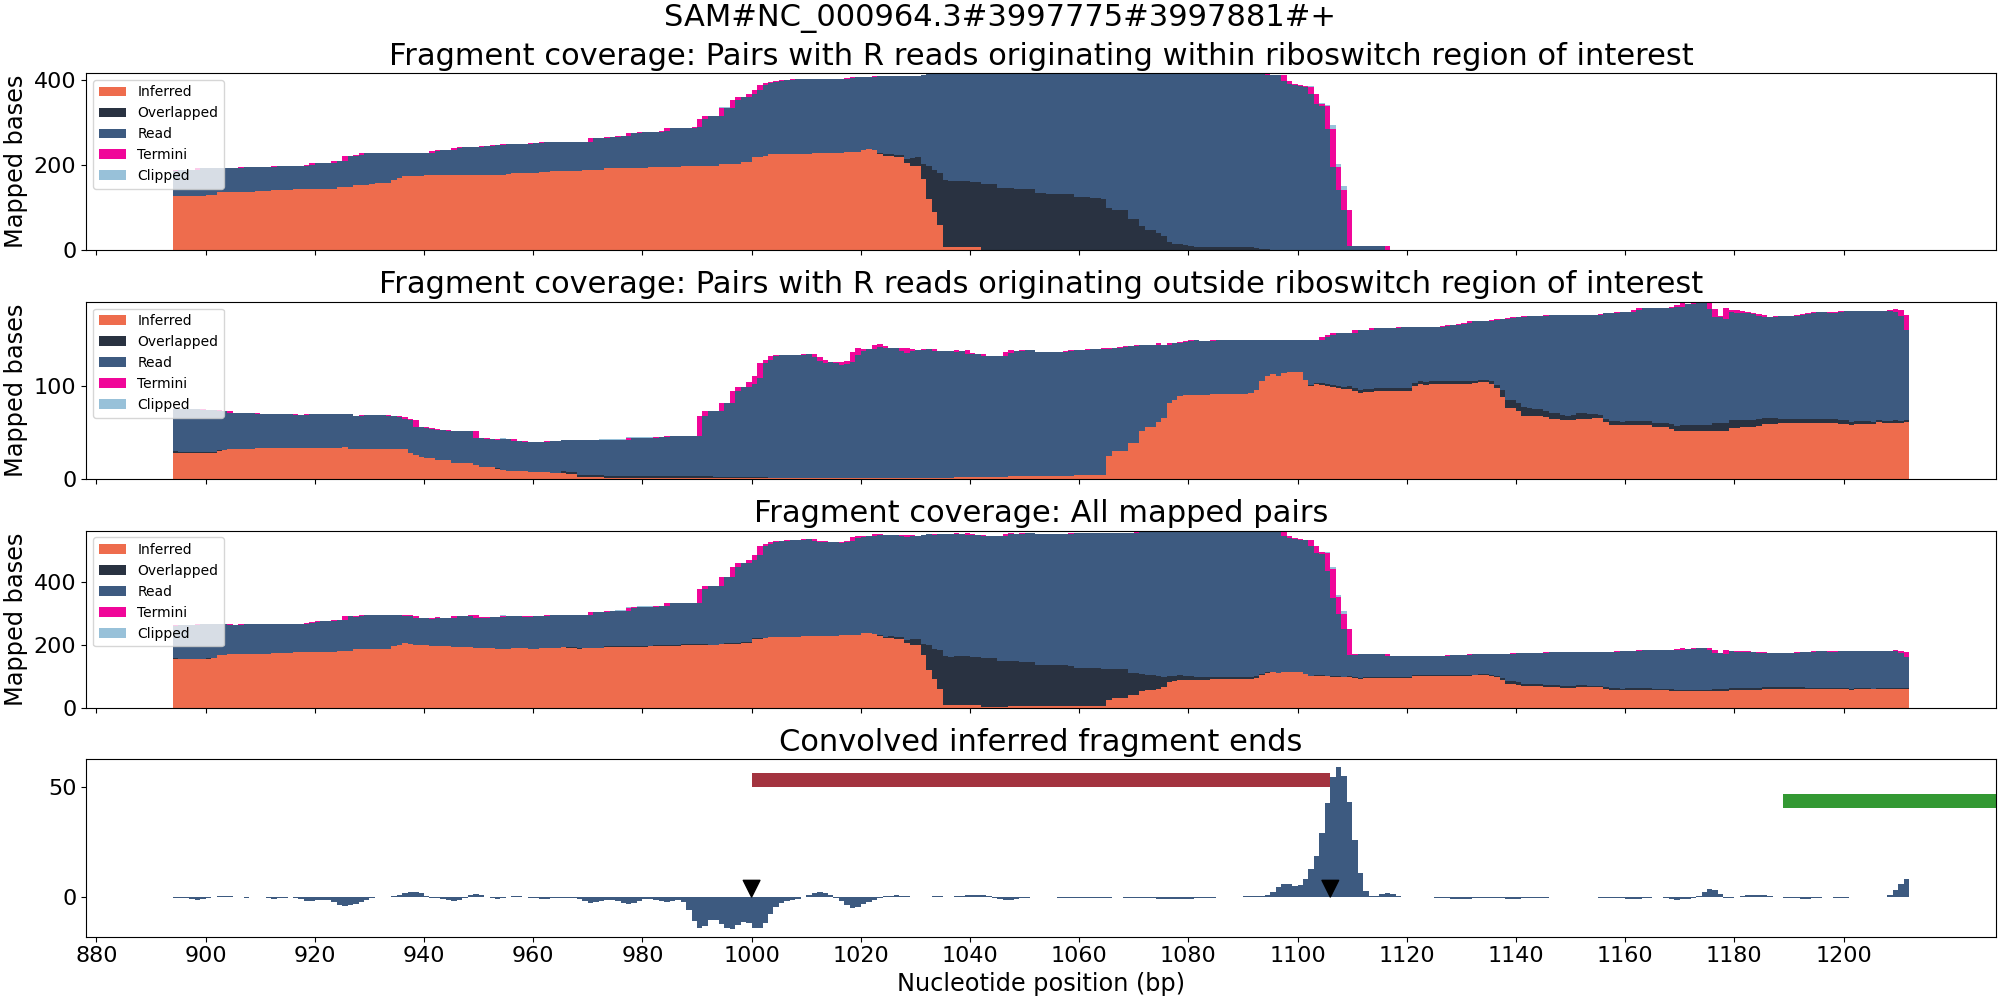 SAM#NC_000964.3#3997775#3997881#+
Fragment coverage: Pairs with R reads originating within riboswitch region of interest
Mapped bases
400
200
0
Inferred
Overlapped
Read
Termini
Clipped
Fragment coverage: Pairs with R reads originating outside riboswitch region of interest
Mapped bases
100
0
Inferred
Overlapped
Read
Termini
Clipped
Fragment coverage: All mapped pairs
Mapped bases
400
200
0
Inferred
Overlapped
Read
Termini
Clipped
Convolved inferred fragment ends
50
0
880 900 920 940 960 980 1000 1020 1040 1060 1080 1100 1120 1140 1160 1180 1200
Nucleotide position (bp)